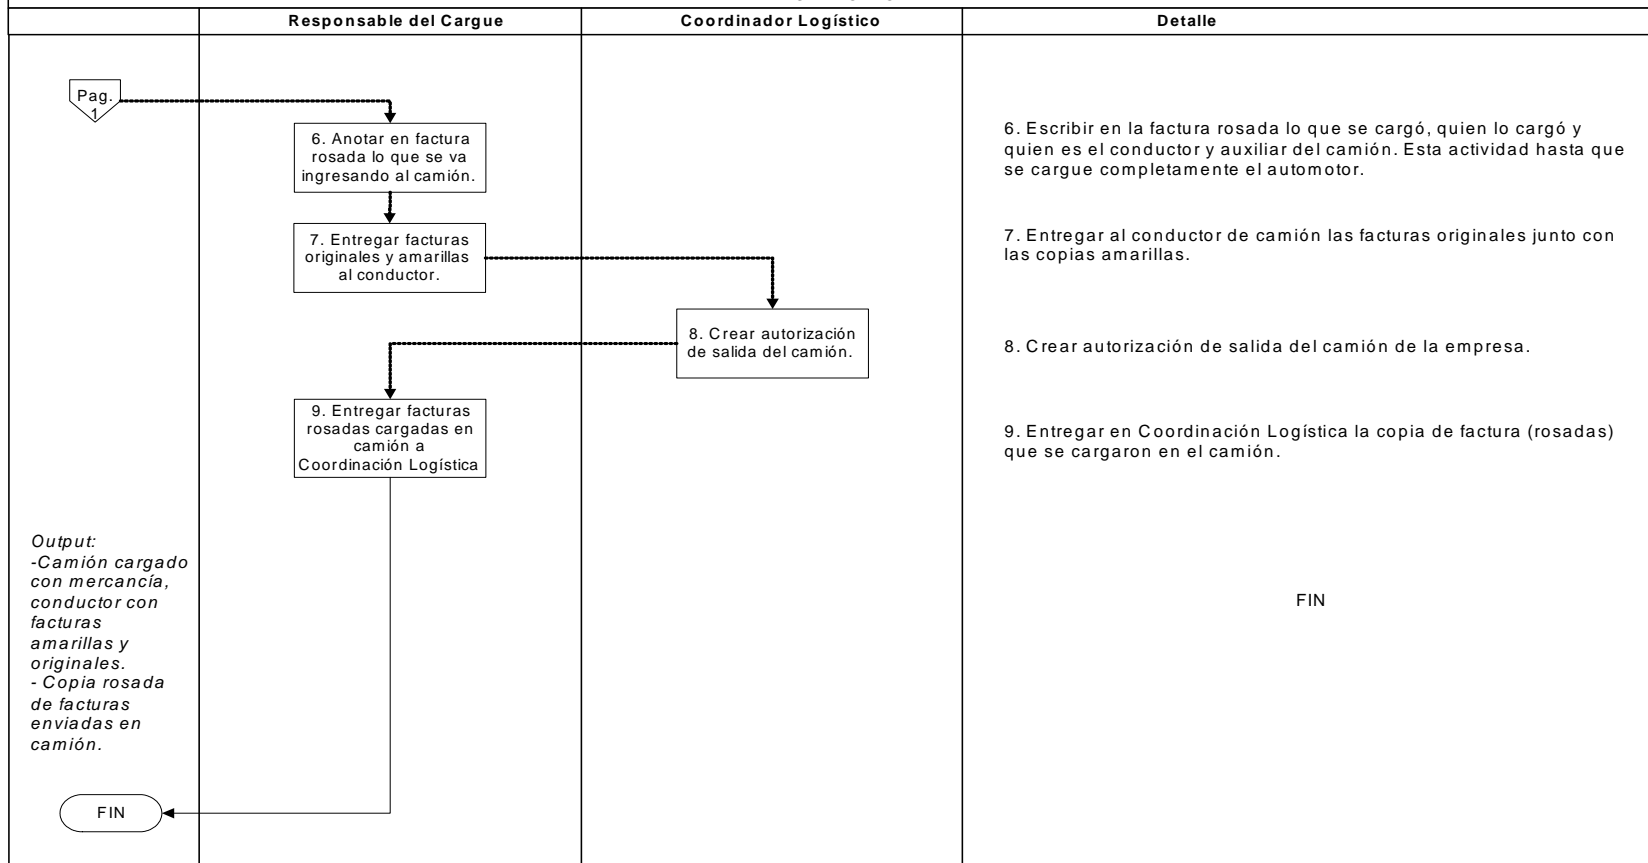 Responsable del Cargue
Coordinador Logístico
Detalle
Pag.
1
6. Anotar en factura
rosada lo que se va
ingresando al camión.
6. Escribir en la factura rosada lo que se cargó, quien lo cargó y
quien es el conductor y auxiliar del camión. Esta actividad hasta que
se cargue completamente el automotor.
7. Entregar facturas
originales y amarillas
al conductor.
7. Entregar al conductor de camión las facturas originales junto con
las copias amarillas.
8. Crear autorización
de salida del camión.
8. Crear autorización de salida del camión de la empresa.
9. Entregar facturas
rosadas cargadas en
camión a
Coordinación Logística
9. Entregar en Coordinación Logística la copia de factura (rosadas)
que se cargaron en el camión.
Output:
-Camión cargado
con mercancía,
conductor con
facturas
amarillas y
originales.
- Copia rosada
de facturas
enviadas en
camión.
FIN
FIN